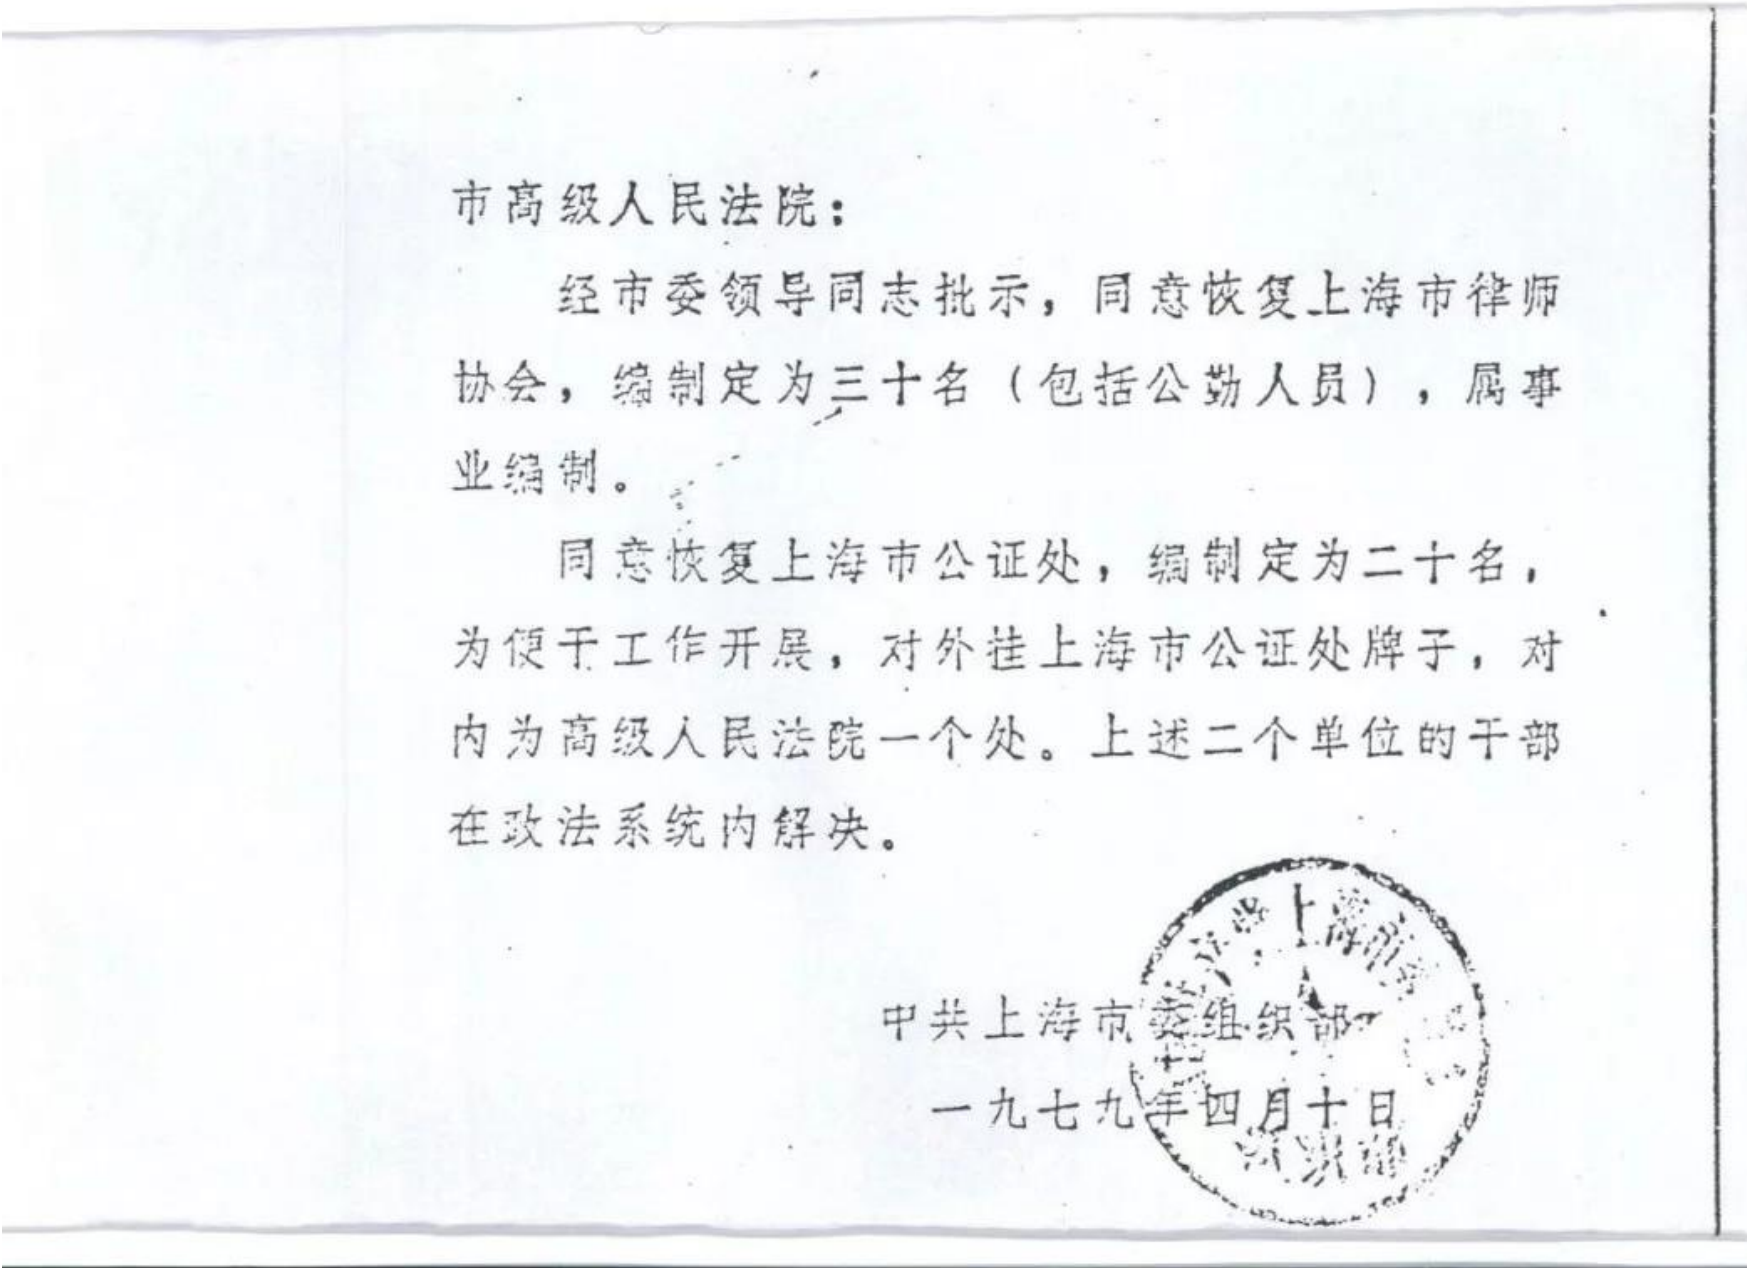 市高级人民法院：
经市委领导同志批示，同意恢复上海市律师
协会，编制定为三十名（包括公勤人员），属事
业编制。
同意恢复上海市公证处，编制定为二十名，
为便于工作开展，对外挂上海市公证处牌子，对
内为高级人民法院一个处。上述二个单位的干部
在政法系统内解决。
中共上海市委组织部
一九七九年四月十日
上海市
组织部